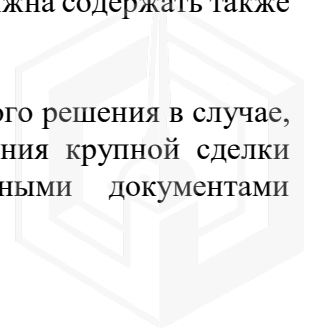 жна содержать также
ого решения в случае,
ния крупной сделки
ными документами